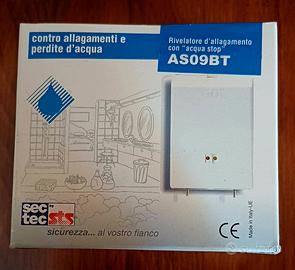 contro allagamenti e
perdite d'acqua
Rivelatore d'allagamento
con "acqua stop"
AS09BT
sec
tec
by
sts
sicurezza... al vostro fianco
Made in Italy-UE
CE